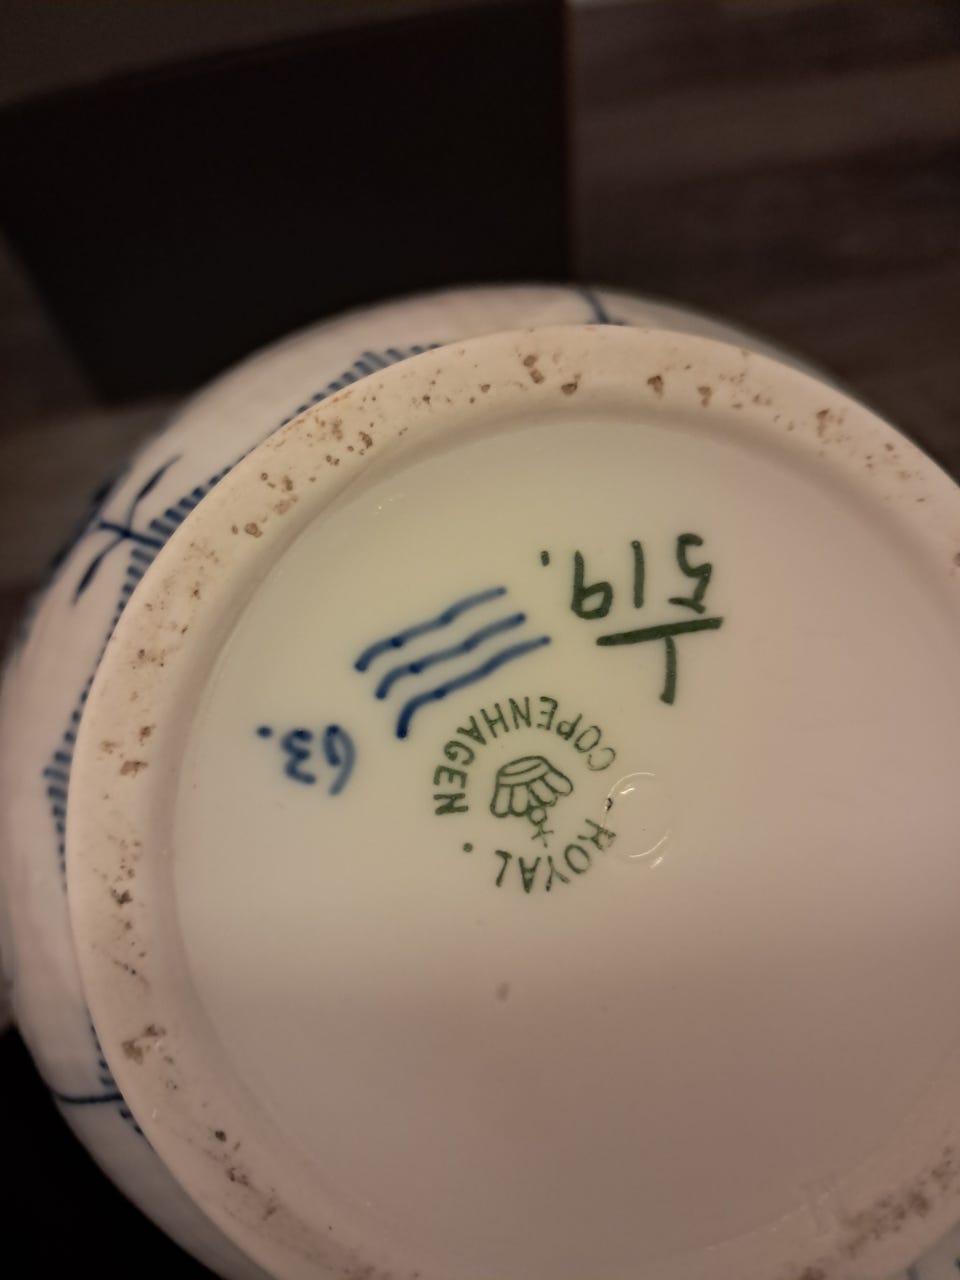 ROYAL COPENHAGEN
63.
1
519.